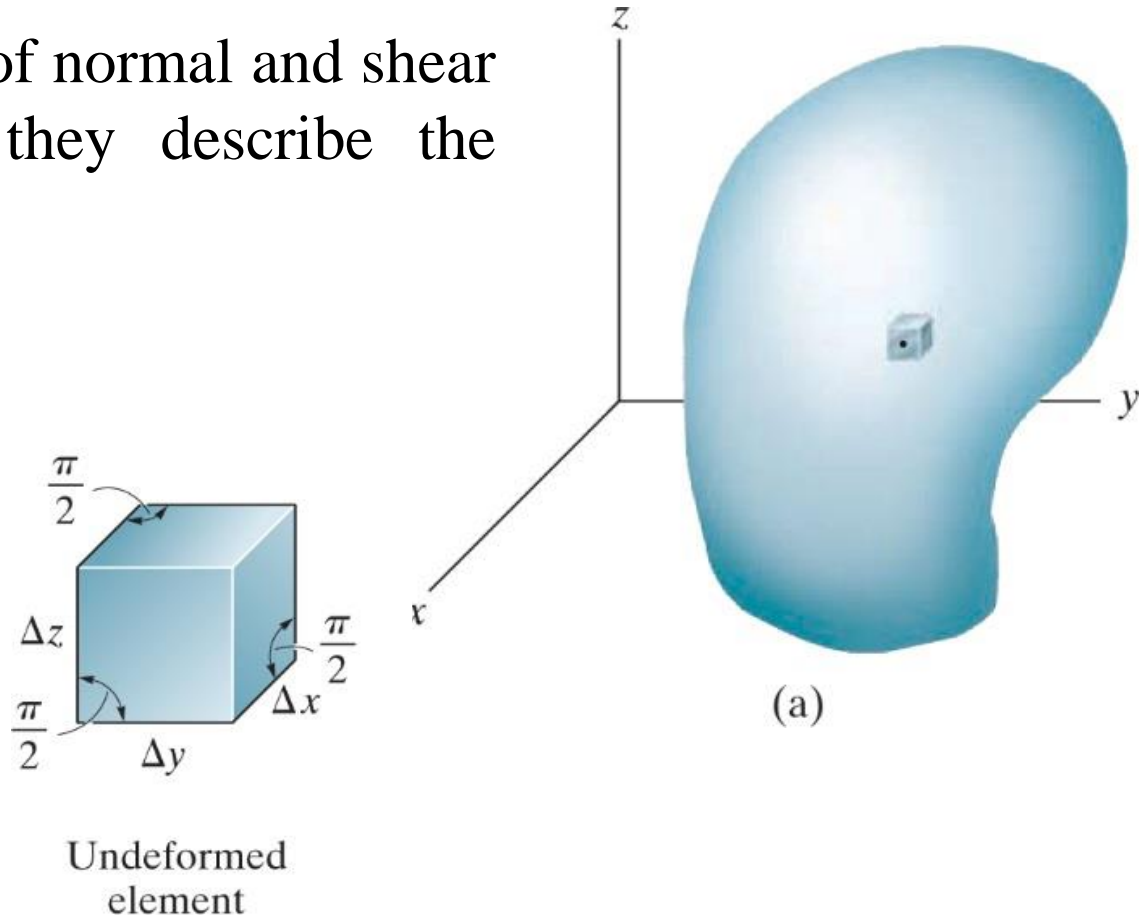 of normal and shear
they describe the
z
y
x
(a)
π
2
Δz
π
2
Δx
π
2
Δy
Undeformed
element